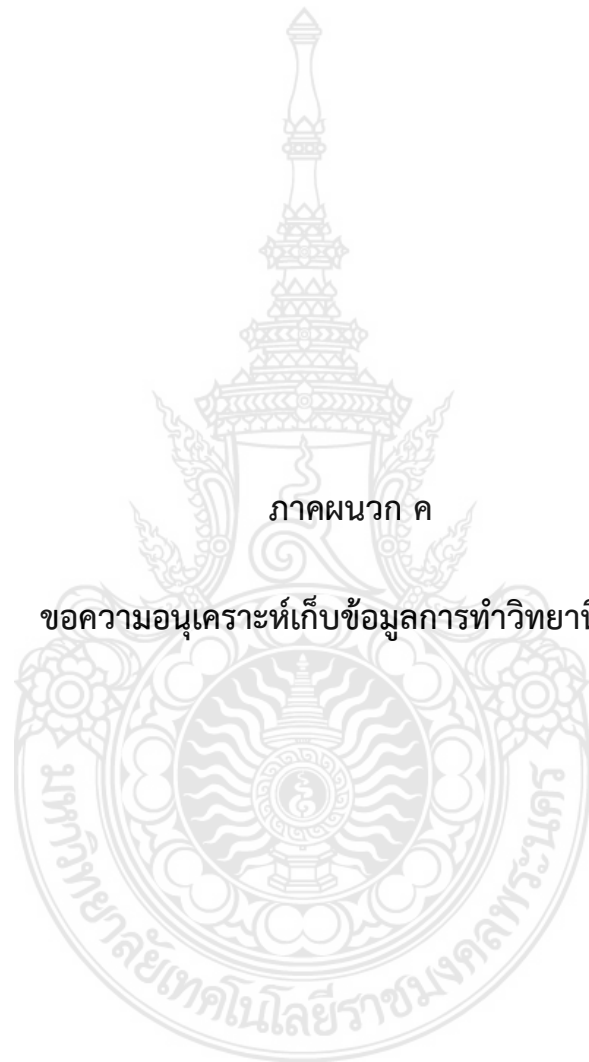 ภาคผนวก ค
ขอความอนุเคราะห์เก็บข้อมูลการทำวิทยานิ
มหาวิทยาลัยเทคโนโลยีราชมงคลพระนคร